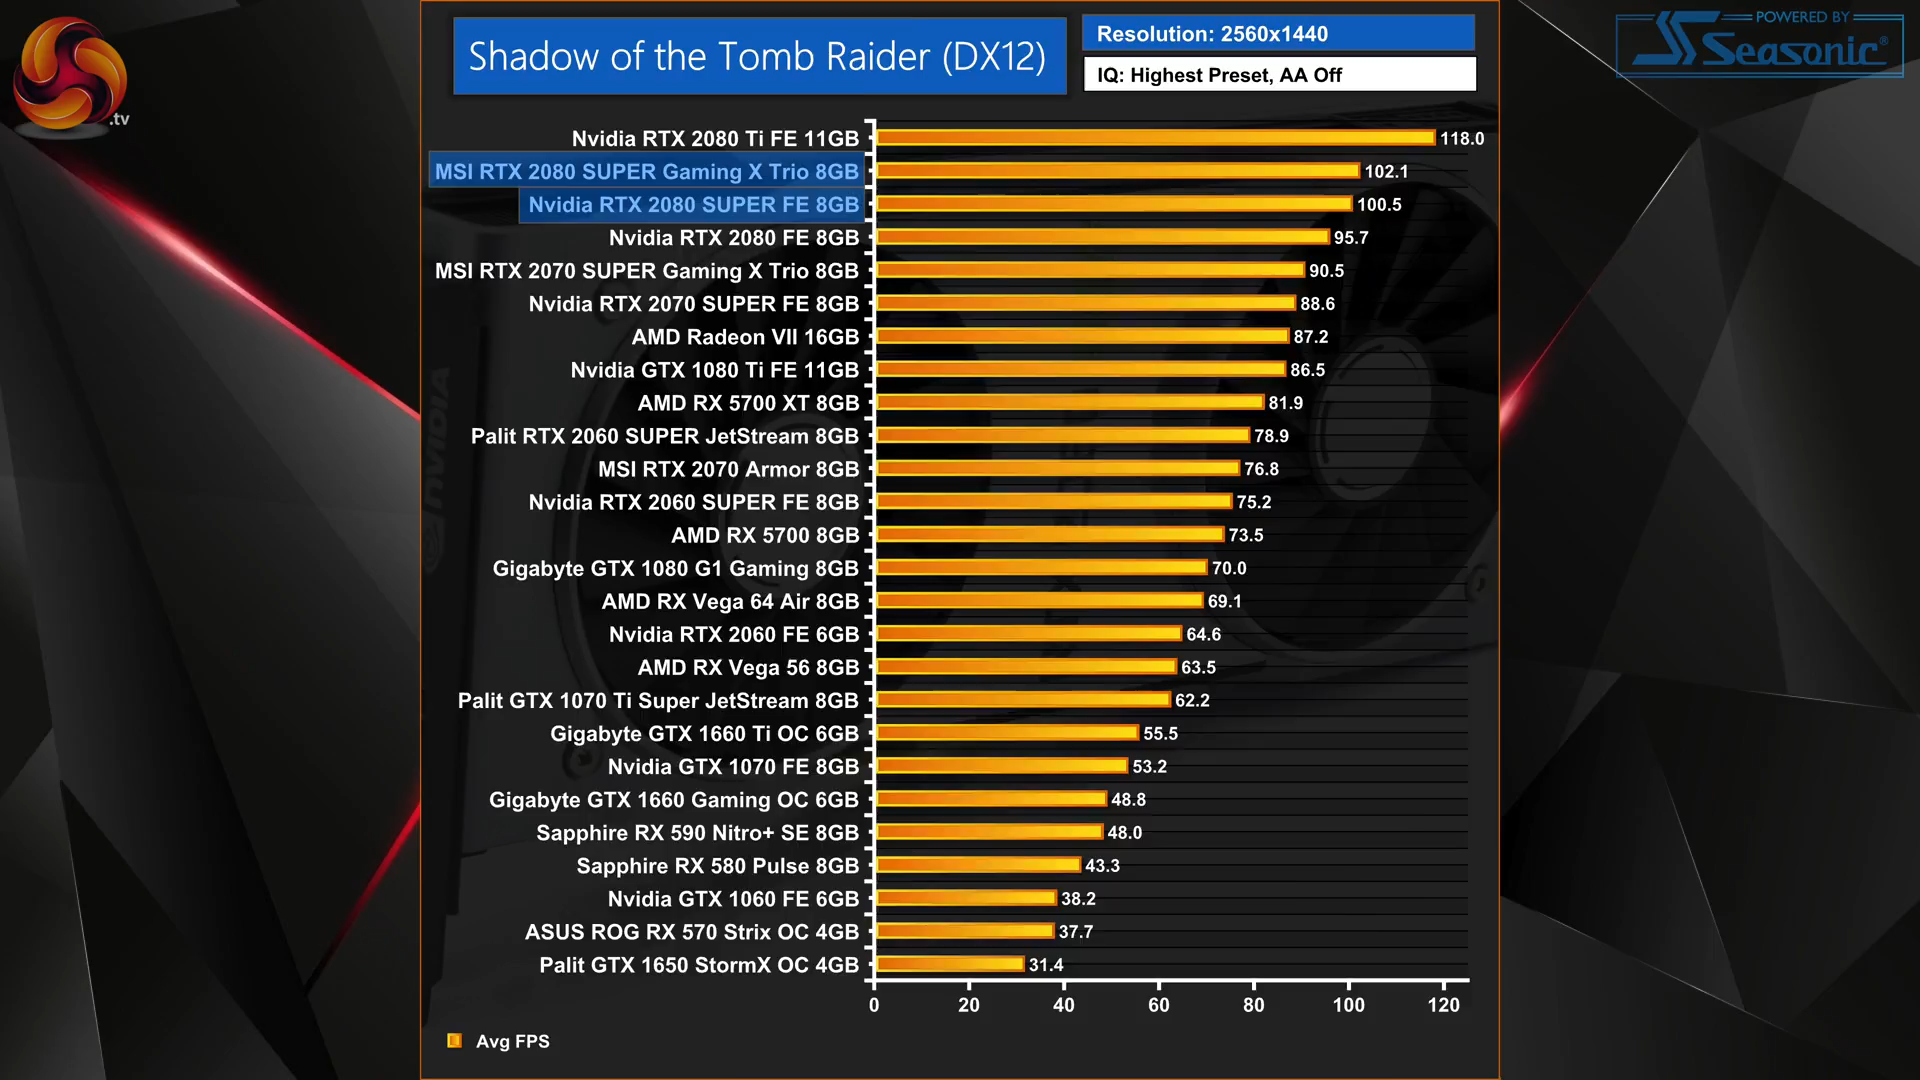 .tv
Shadow of the Tomb Raider (DX12)
Resolution: 2560x1440
IQ: Highest Preset, AA Off
POWERED BY
Seasonic®
Nvidia RTX 2080 Ti FE 11GB 118.0
MSI RTX 2080 SUPER Gaming X Trio 8GB 102.1
Nvidia RTX 2080 SUPER FE 8GB 100.5
Nvidia RTX 2080 FE 8GB 95.7
MSI RTX 2070 SUPER Gaming X Trio 8GB 90.5
Nvidia RTX 2070 SUPER FE 8GB 88.6
AMD Radeon VII 16GB 87.2
Nvidia GTX 1080 Ti FE 11GB 86.5
AMD RX 5700 XT 8GB 81.9
Palit RTX 2060 SUPER JetStream 8GB 78.9
MSI RTX 2070 Armor 8GB 76.8
Nvidia RTX 2060 SUPER FE 8GB 75.2
AMD RX 5700 8GB 73.5
Gigabyte GTX 1080 G1 Gaming 8GB 70.0
AMD RX Vega 64 Air 8GB 69.1
Nvidia RTX 2060 FE 6GB 64.6
AMD RX Vega 56 8GB 63.5
Palit GTX 1070 Ti Super JetStream 8GB 62.2
Gigabyte GTX 1660 Ti OC 6GB 55.5
Nvidia GTX 1070 FE 8GB 53.2
Gigabyte GTX 1660 Gaming OC 6GB 48.8
Sapphire RX 590 Nitro+ SE 8GB 48.0
Sapphire RX 580 Pulse 8GB 43.3
Nvidia GTX 1060 FE 6GB 38.2
ASUS ROG RX 570 Strix OC 4GB 37.7
Palit GTX 1650 StormX OC 4GB 31.4
0 20 40 60 80 100 120
Avg FPS
NVIDIA